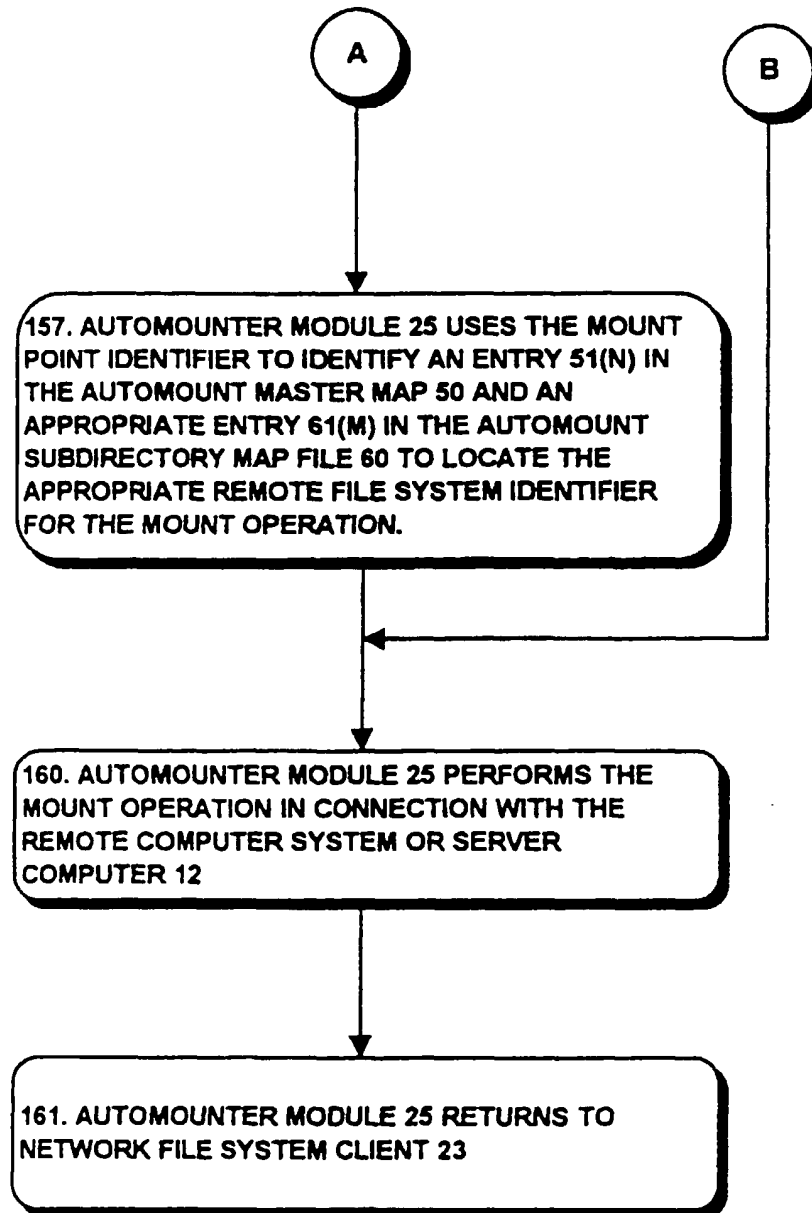 A
B
157. AUTOMOUNTER MODULE 25 USES THE MOUNT
POINT IDENTIFIER TO IDENTIFY AN ENTRY 51(N) IN
THE AUTOMOUNT MASTER MAP 50 AND AN
APPROPRIATE ENTRY 61(M) IN THE AUTOMOUNT
SUBDIRECTORY MAP FILE 60 TO LOCATE THE
APPROPRIATE REMOTE FILE SYSTEM IDENTIFIER
FOR THE MOUNT OPERATION.
160. AUTOMOUNTER MODULE 25 PERFORMS THE
MOUNT OPERATION IN CONNECTION WITH THE
REMOTE COMPUTER SYSTEM OR SERVER
COMPUTER 12
161. AUTOMOUNTER MODULE 25 RETURNS TO
NETWORK FILE SYSTEM CLIENT 23